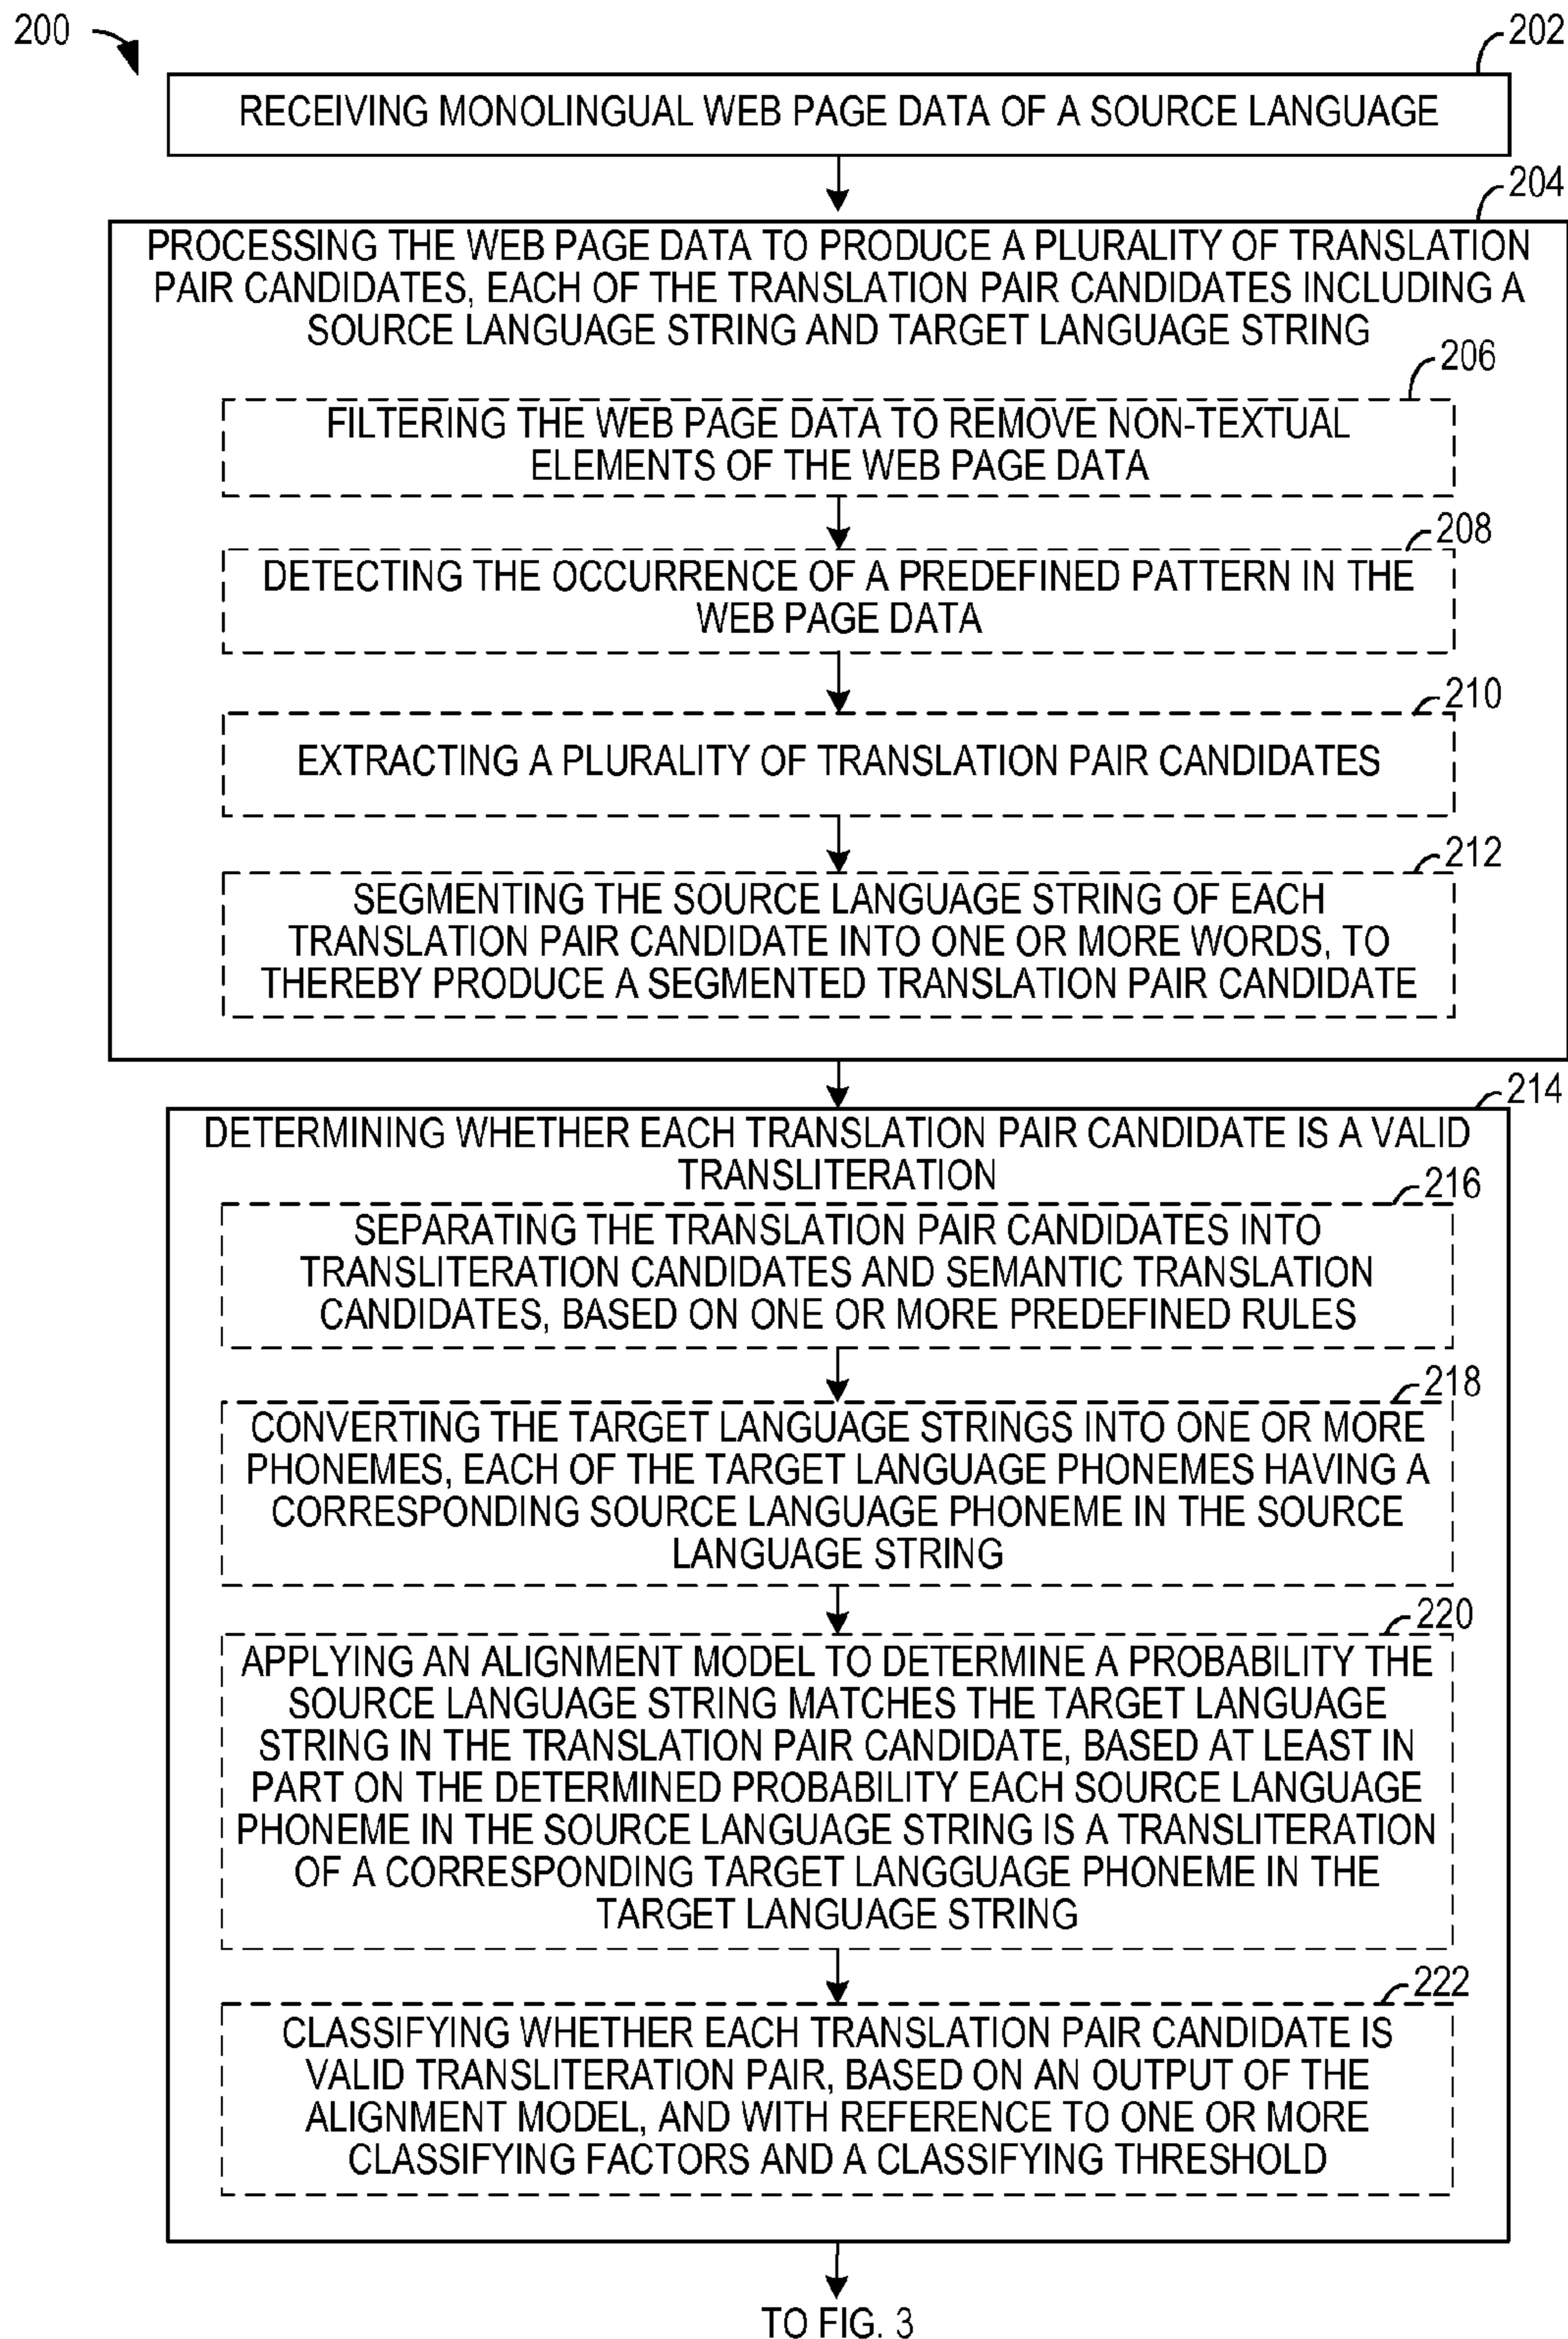 200
202
RECEIVING MONOLINGUAL WEB PAGE DATA OF A SOURCE LANGUAGE
204
PROCESSING THE WEB PAGE DATA TO PRODUCE A PLURALITY OF TRANSLATION
PAIR CANDIDATES, EACH OF THE TRANSLATION PAIR CANDIDATES INCLUDING A
SOURCE LANGUAGE STRING AND TARGET LANGUAGE STRING
206
FILTERING THE WEB PAGE DATA TO REMOVE NON-TEXTUAL
ELEMENTS OF THE WEB PAGE DATA
208
DETECTING THE OCCURRENCE OF A PREDEFINED PATTERN IN THE
WEB PAGE DATA
210
EXTRACTING A PLURALITY OF TRANSLATION PAIR CANDIDATES
212
SEGMENTING THE SOURCE LANGUAGE STRING OF EACH
TRANSLATION PAIR CANDIDATE INTO ONE OR MORE WORDS, TO
THEREBY PRODUCE A SEGMENTED TRANSLATION PAIR CANDIDATE
214
DETERMINING WHETHER EACH TRANSLATION PAIR CANDIDATE IS A VALID
TRANSLITERATION
216
SEPARATING THE TRANSLATION PAIR CANDIDATES INTO
TRANSLITERATION CANDIDATES AND SEMANTIC TRANSLATION
CANDIDATES, BASED ON ONE OR MORE PREDEFINED RULES
218
CONVERTING THE TARGET LANGUAGE STRINGS INTO ONE OR MORE
PHONEMES, EACH OF THE TARGET LANGUAGE PHONEMES HAVING A
CORRESPONDING SOURCE LANGUAGE PHONEME IN THE SOURCE
LANGUAGE STRING
220
APPLYING AN ALIGNMENT MODEL TO DETERMINE A PROBABILITY THE
SOURCE LANGUAGE STRING MATCHES THE TARGET LANGUAGE
STRING IN THE TRANSLATION PAIR CANDIDATE, BASED AT LEAST IN
PART ON THE DETERMINED PROBABILITY EACH SOURCE LANGUAGE
PHONEME IN THE SOURCE LANGUAGE STRING IS A TRANSLITERATION
OF A CORRESPONDING TARGET LANGGUAGE PHONEME IN THE
TARGET LANGUAGE STRING
222
CLASSIFYING WHETHER EACH TRANSLATION PAIR CANDIDATE IS
VALID TRANSLITERATION PAIR, BASED ON AN OUTPUT OF THE
ALIGNMENT MODEL, AND WITH REFERENCE TO ONE OR MORE
CLASSIFYING FACTORS AND A CLASSIFYING THRESHOLD
TO FIG. 3